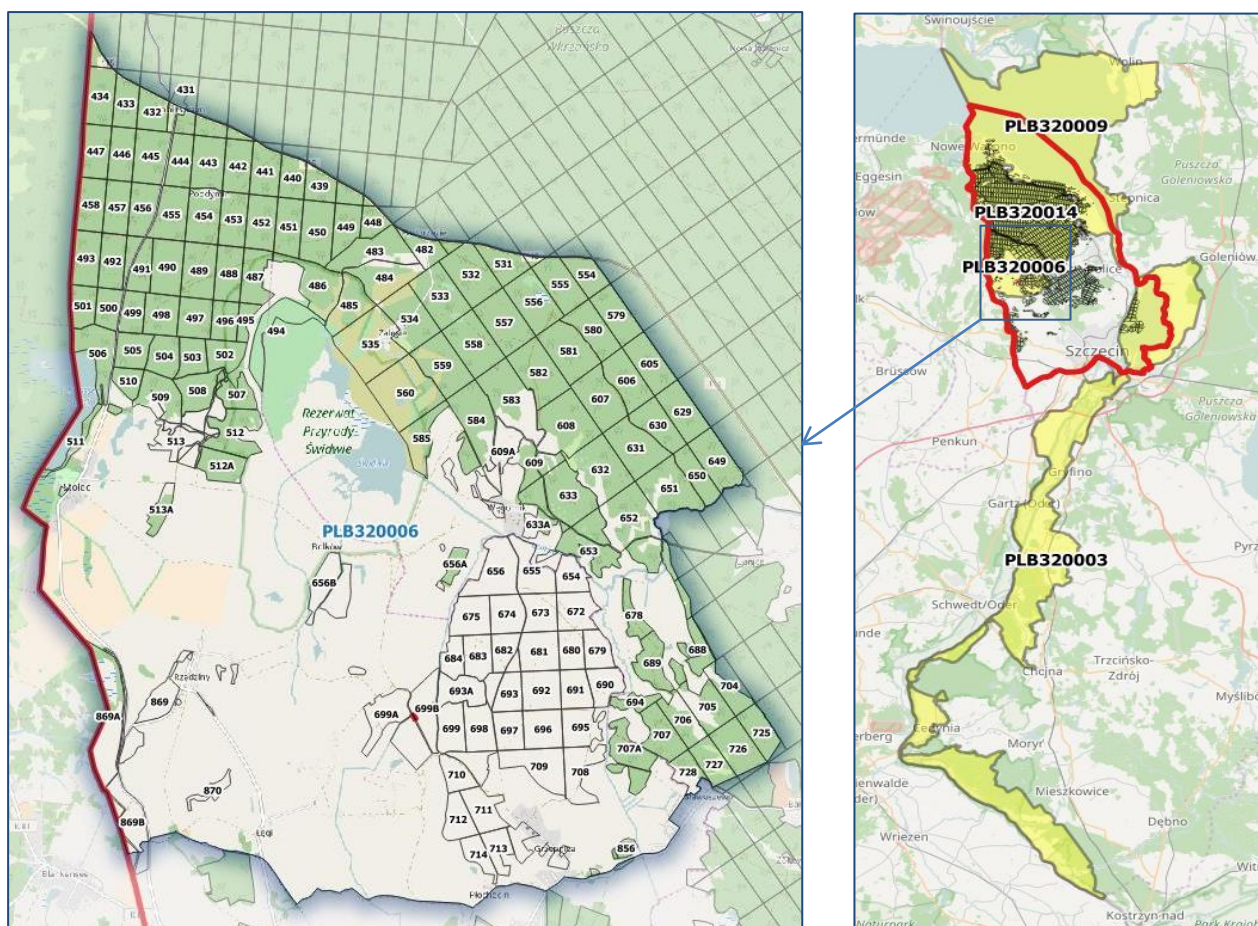 Puszcza
Wkrzańska
431
434 433 432
447 446 445 444 443 442 441 440 439
458 457 456 455 454 453 452 451 450 449 448
483 482
493 492 491 490 489 488 487 486 484
532 531 554
555
533 556
485
501 500 499 498 497 496 495 494 534 557 579
535 580
558
506 505 504 503 502 559 581 605
582 606
510 509 508 507 560 583 607
629
Rezerwat
Przyrody
Świdwie
584 608 630
511 513 512 585 631
609A 609 649
512A 632 650
651
633
513A 652
633A
PLB320006
653
656A 656 655 654
656B
675 674 673 672 678
684 683 682 681 680 679 688
689
693A 693 692 691 690 704
869 694 705
869A 699A 699B 699 698 697 696 695 706 725
707
707A 726
709 708 727
710 728
870
711
712
869B
714 713 856
Świnoujście
Wolin
PLB320009
Nowe Warpno
Eggesin
Puszcza
Goleniowska
Stepnica
PLB320014
Goleniów
PLB320006
Szczecin
Brüssow
Puszcza
Goleniowska
Penkun
Gryfino
Gartz (Oder)
PLB320003
Schwedt/Oder
Chojna
Trzcińsko-
Zdrój
Cedynia
Moryń
Mieszkowice
Dębno
Wriezen
Kostrzyn nad
Naturpark
Park Krajob